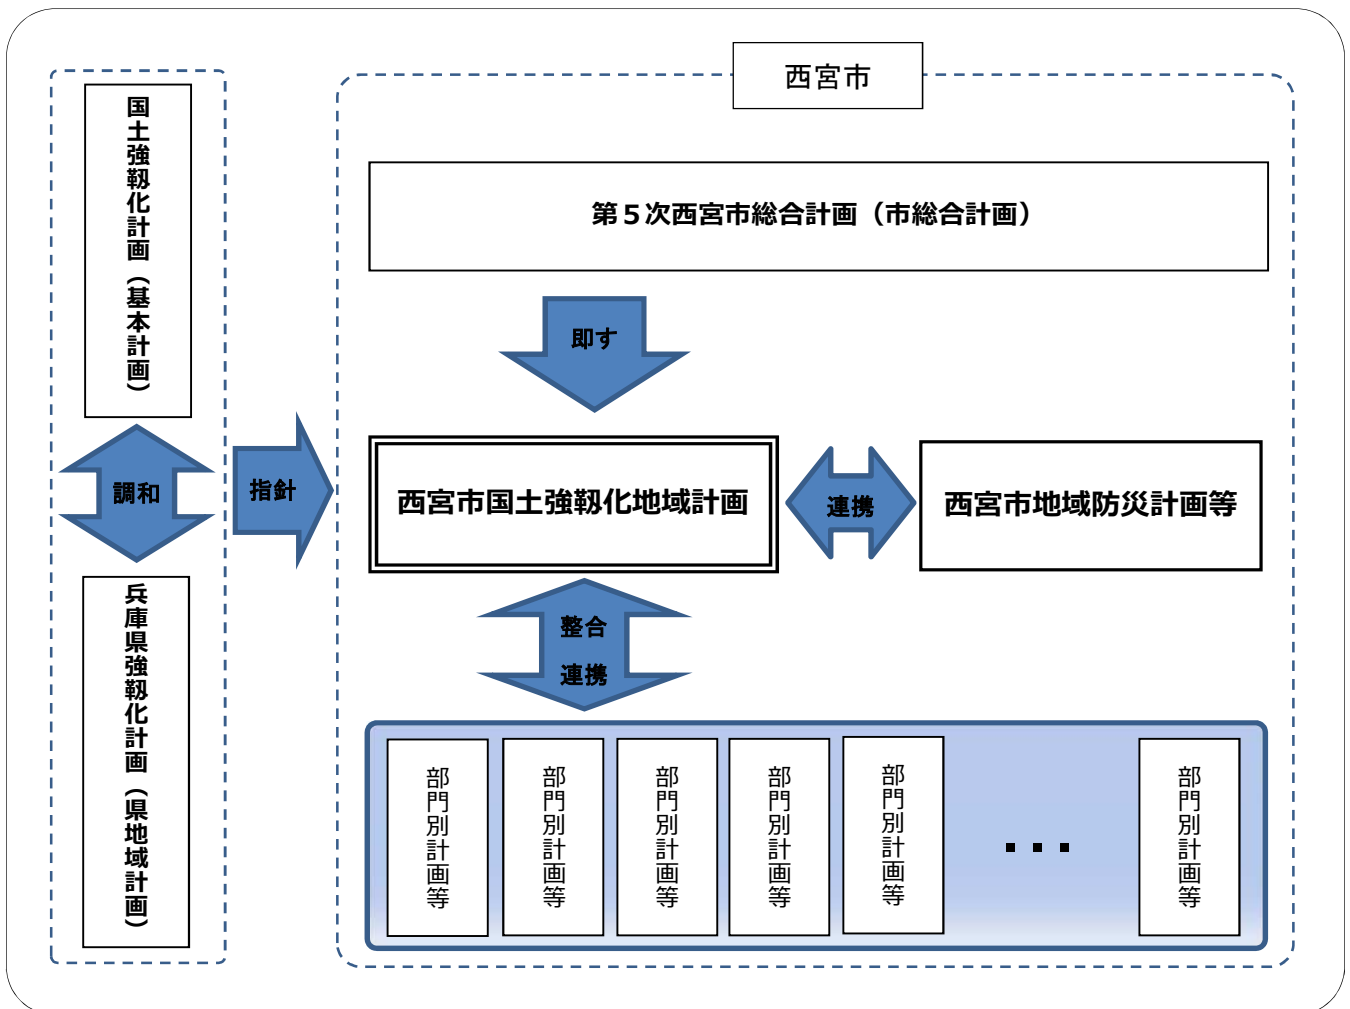 西宮市
国土強靱化計画（基本計画）
調和
兵庫県強靱化計画（県地域計画）
指針
第５次西宮市総合計画（市総合計画）
即す
西宮市国土強靱化地域計画
連携
西宮市地域防災計画等
整合
連携
部門別計画等
部門別計画等
部門別計画等
部門別計画等
部門別計画等
・・・
部門別計画等